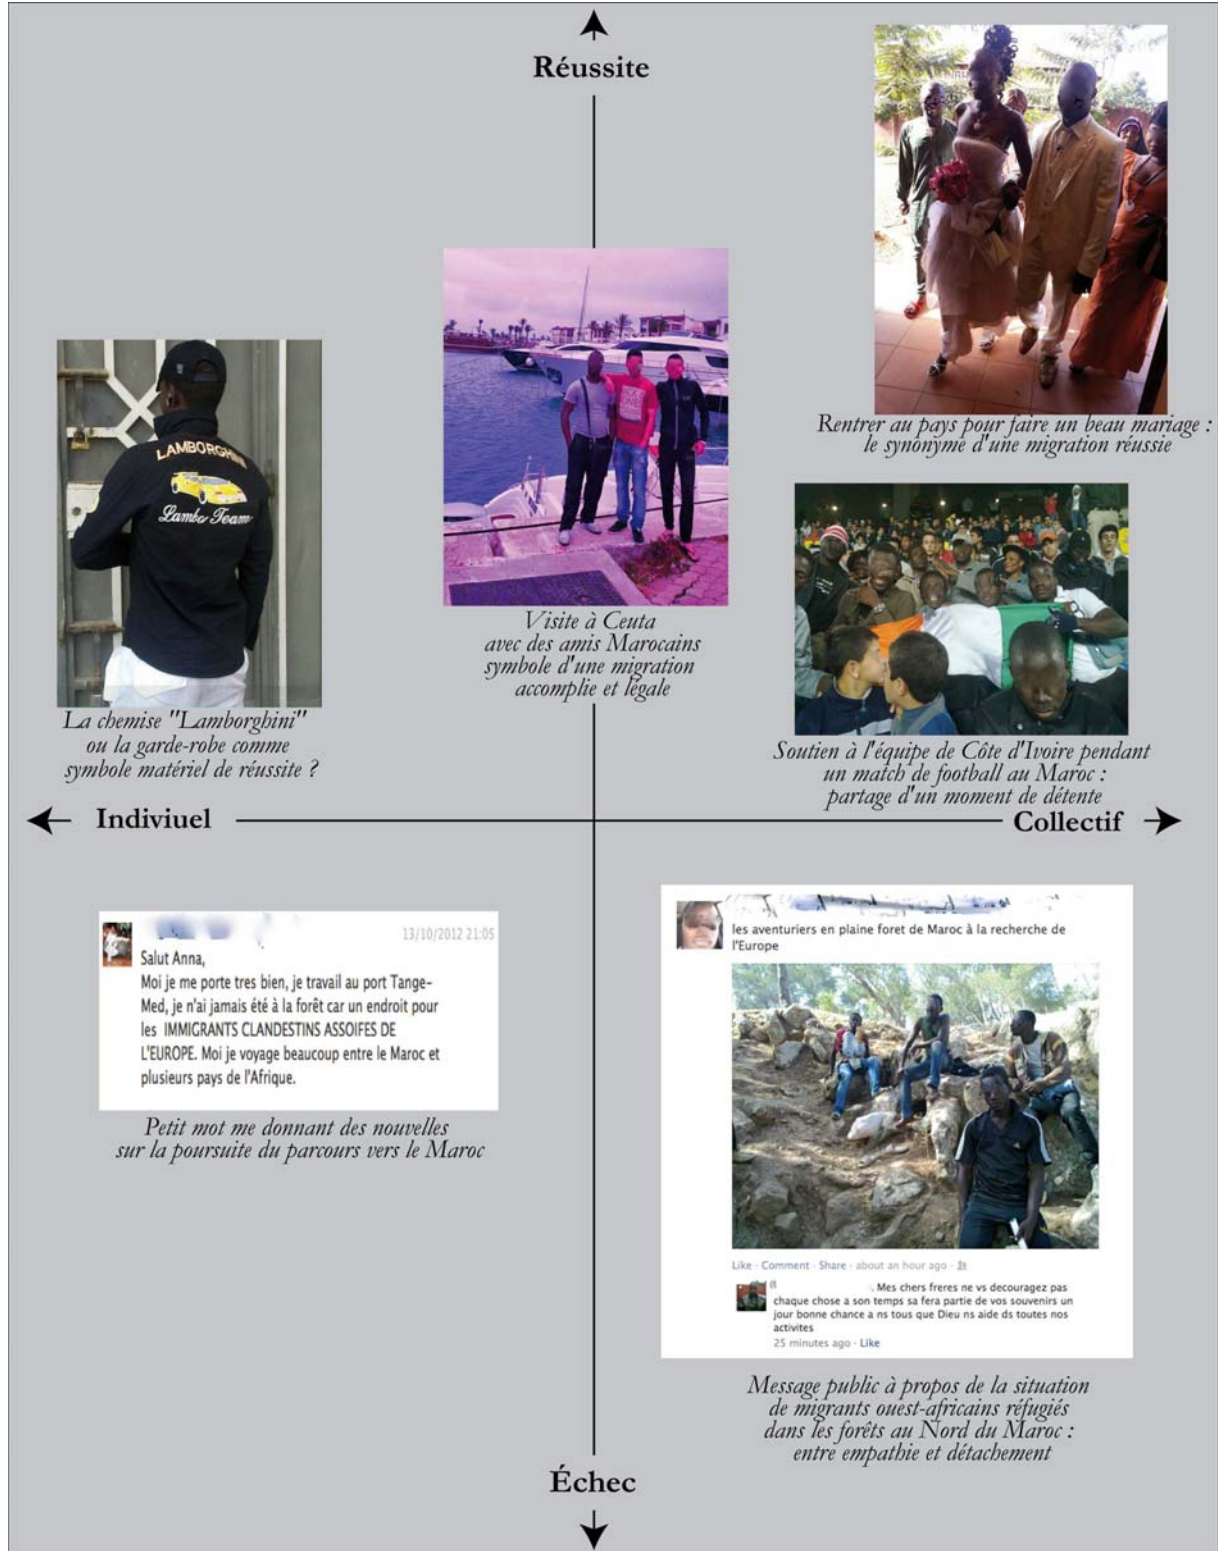 Réussite
Rentrer au pays pour faire un beau mariage :
le synonyme d'une migration réussie
LAMBORGHINI
Lambo Team
La chemise "Lamborghini"
ou la garde-robe comme
symbole matériel de réussite ?
Visite à Ceuta
avec des amis Marocains
symbole d'une migration
accomplie et légale
Soutien à l'équipe de Côte d'Ivoire pendant
un match de football au Maroc :
partage d'un moment de détente
Indiviuel
Collectif
13/10/2012 21:05
Salut Anna,
Moi je me porte tres bien, je travail au port Tange-
Med, je n'ai jamais été à la forêt car un endroit pour
les IMMIGRANTS CLANDESTINS ASSOIFES DE
L'EUROPE. Moi je voyage beaucoup entre le Maroc et
plusieurs pays de l'Afrique.
Petit mot me donnant des nouvelles
sur la poursuite du parcours vers le Maroc
les aventuriers en plaine foret de Maroc à la recherche de
l'Europe
Like · Comment · Share · about an hour ago ·
Mes chers freres ne vs decouragez pas
chaque chose a son temps sa fera partie de vos souvenirs un
jour bonne chance a ns tous que Dieu ns aide ds toutes nos
activites
25 minutes ago · Like
Message public à propos de la situation
de migrants ouest-africains réfugiés
dans les forêts au Nord du Maroc :
entre empathie et détachement
Échec